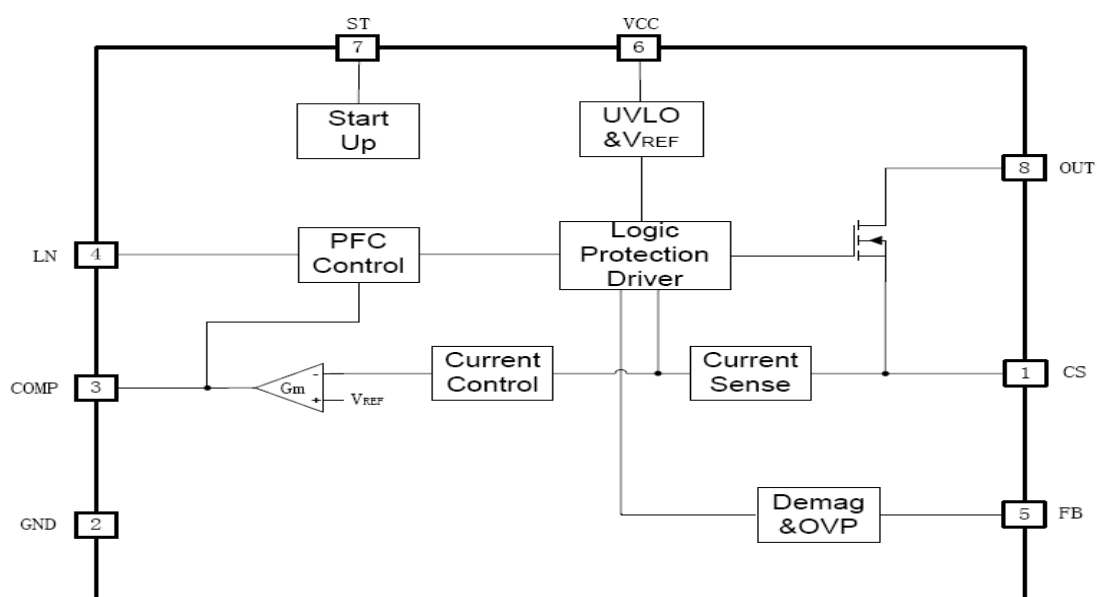 ST
VCC
7
6
Start
Up
UVLO
&VREF
8
OUT
LN
4
PFC
Control
Logic
Protection
Driver
COMP
3
Gm
-
+
VREF
Current
Control
Current
Sense
1
CS
GND
2
Demag
&OVP
5
FB